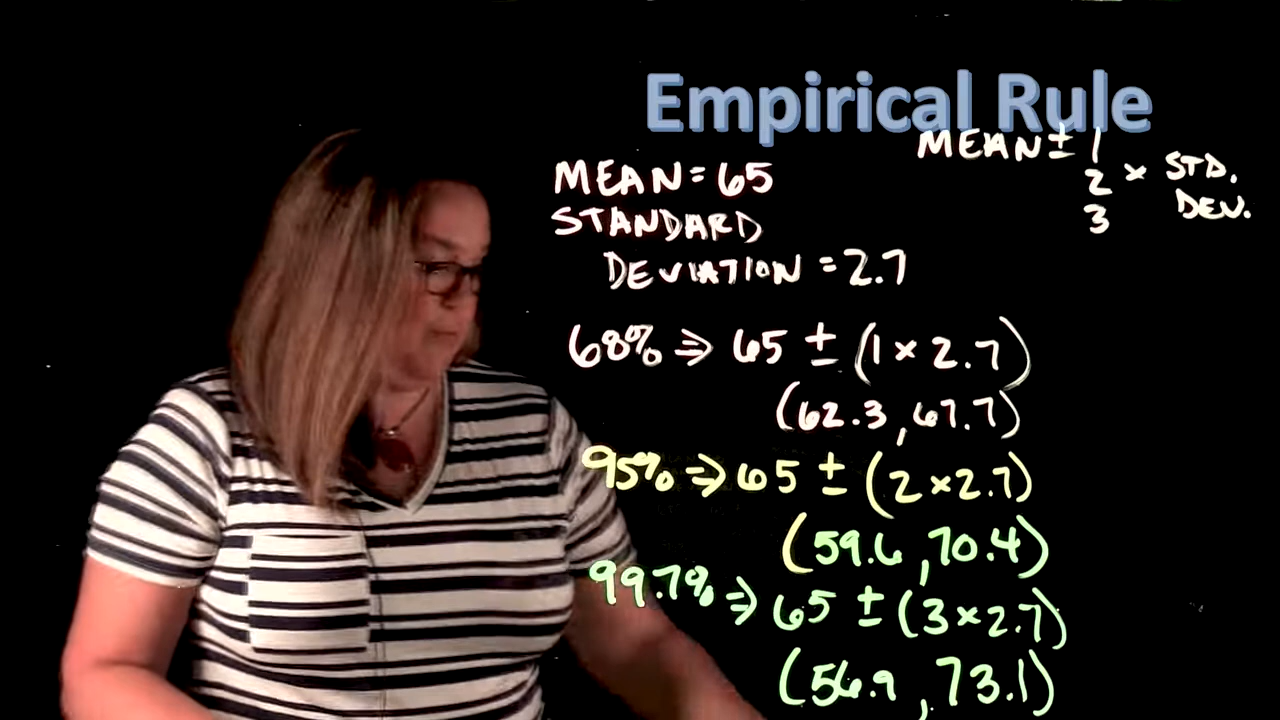 Empirical Rule
MEAN ± 1
2 × STD.
3 DEV.
MEAN = 65
STANDARD
DEVIATION = 2.7
68% ⇒ 65 ± (1 × 2.7)
(62.3, 67.7)
95% ⇒ 65 ± (2 × 2.7)
(59.6, 70.4)
99.7% ⇒ 65 ± (3 × 2.7)
(56.9, 73.1)